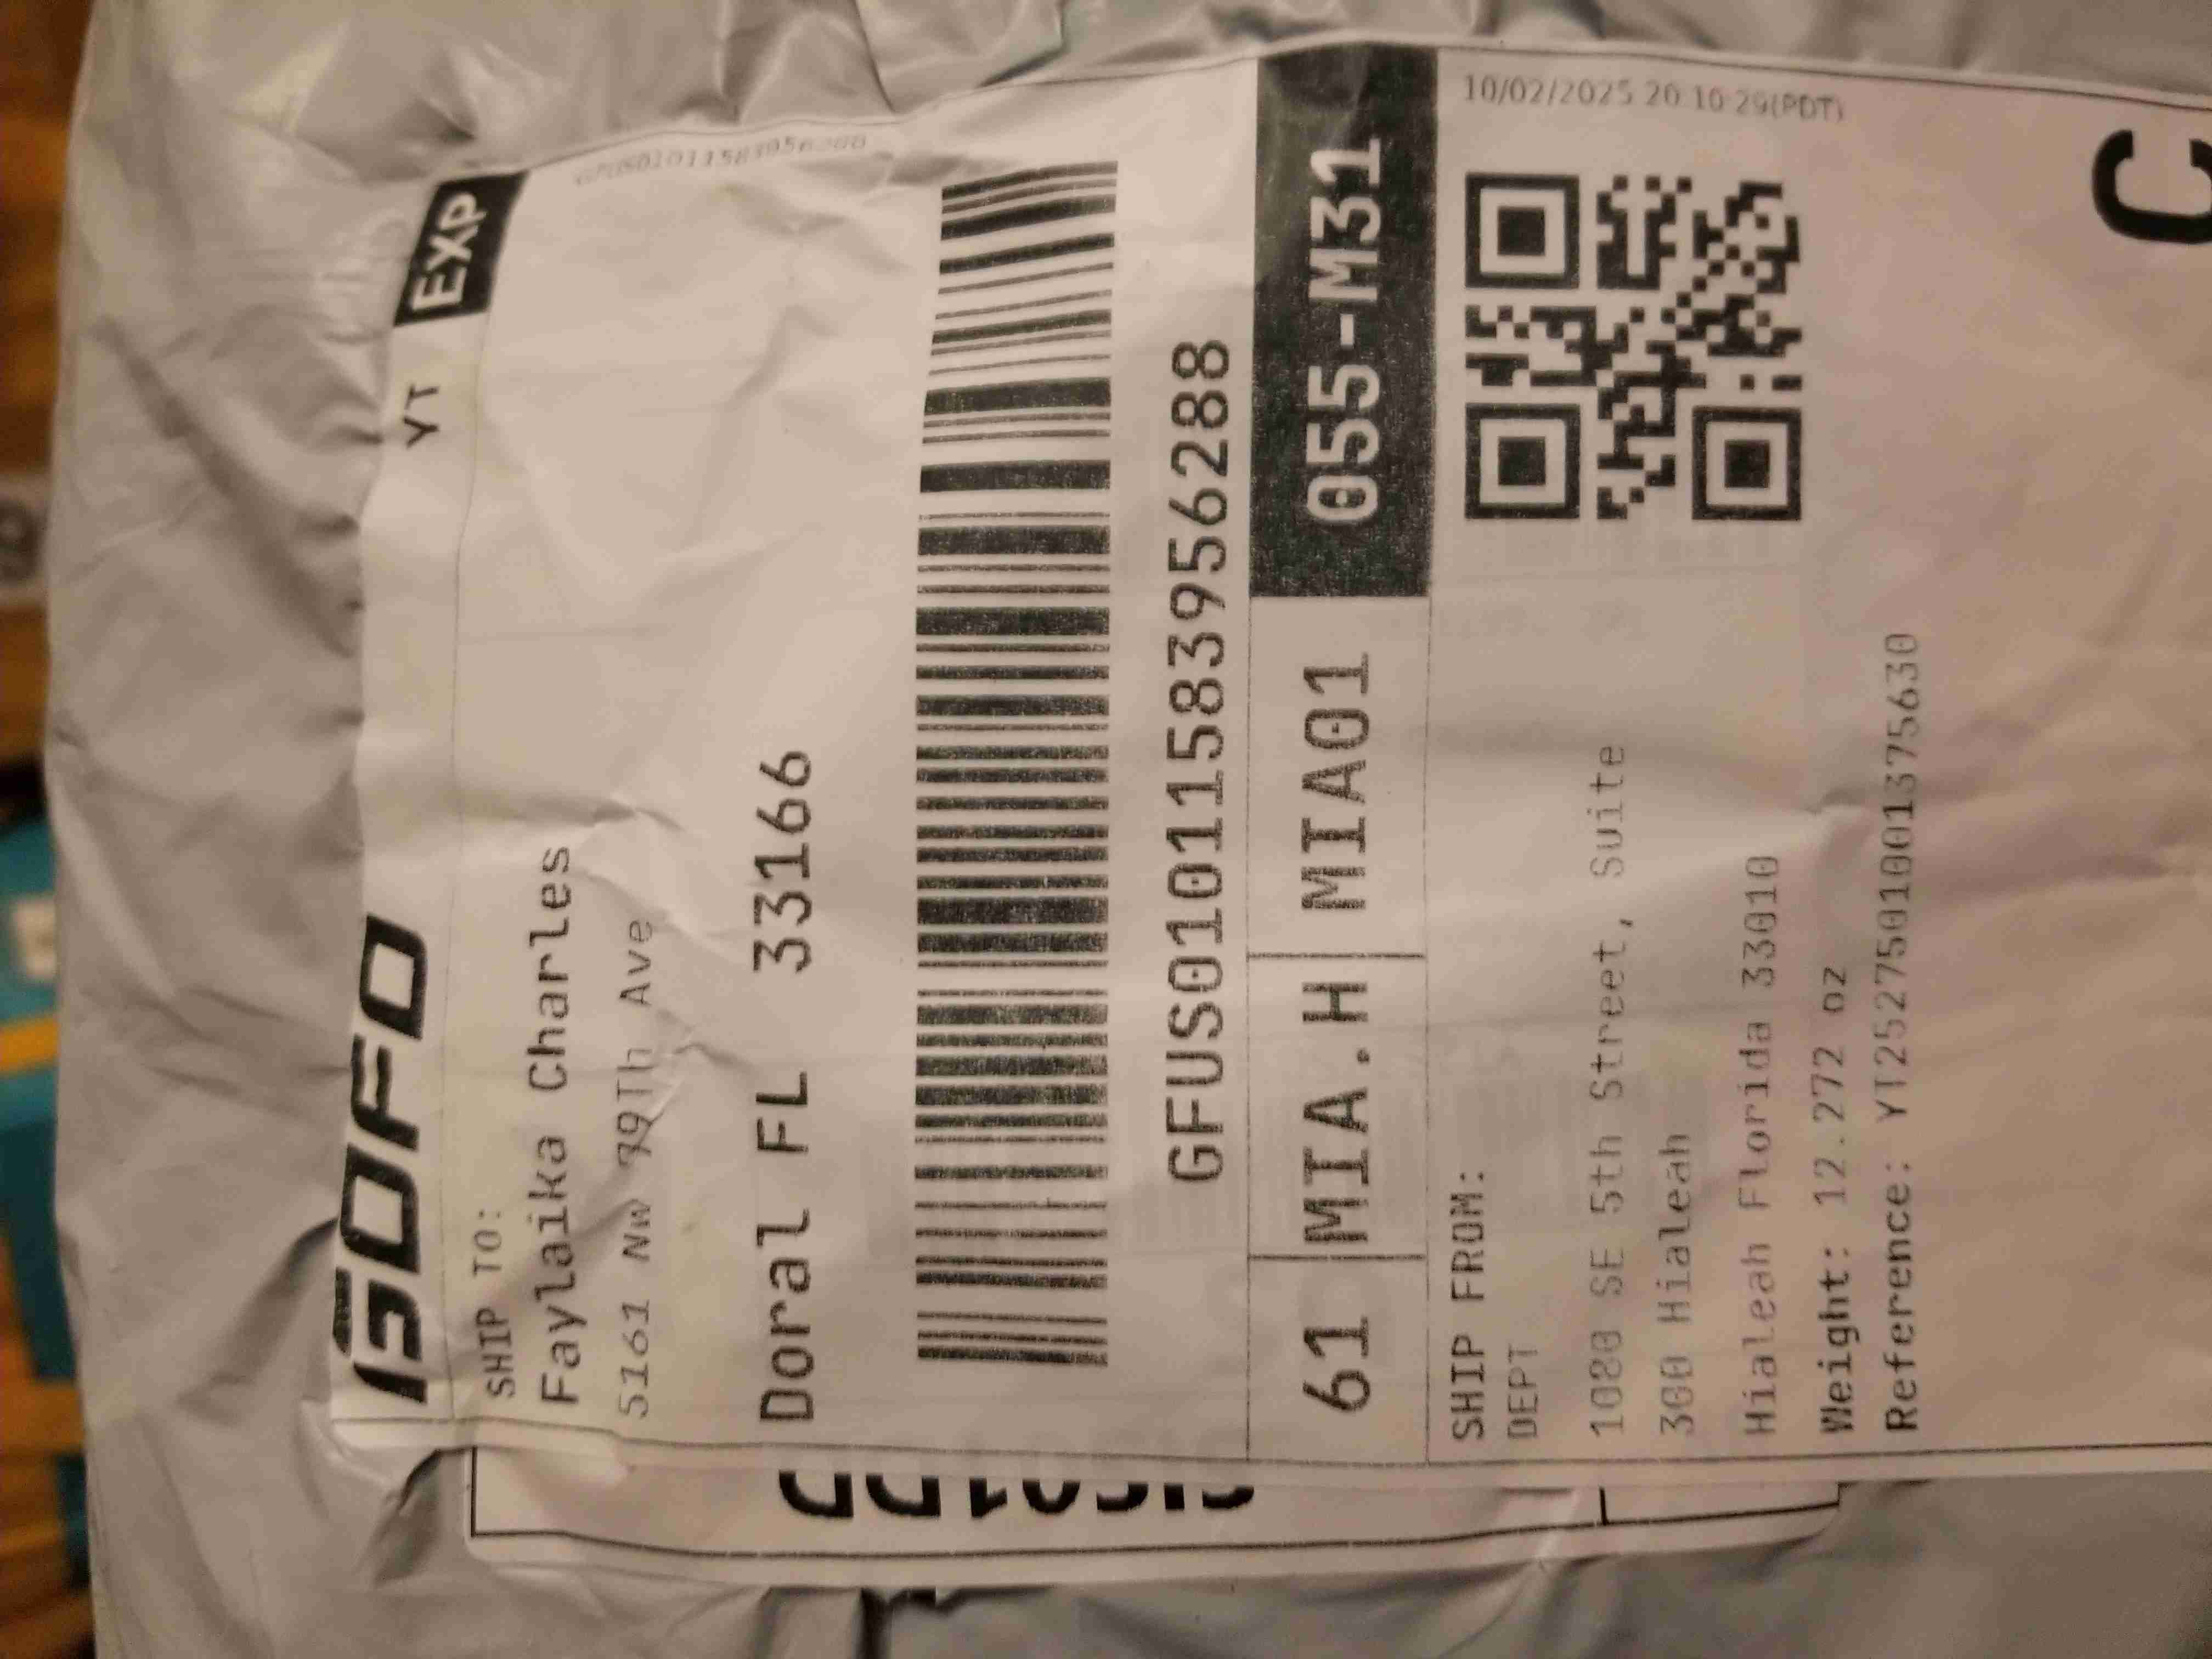 GOFO YT EXP
SHIP TO:
Faylaika Charles
5161 Nw 79Th Ave
Doral FL 33166
GFUS01011583956288
61 MIA.H MIA01 055-M31
10/02/2025 20:10:29(PDT)
SHIP FROM:
DEPT
1080 SE 5th Street, Suite
300 Hialeah
Hialeah Florida 33010
Weight: 12.272 oz
Reference: YT2527501001375630
C